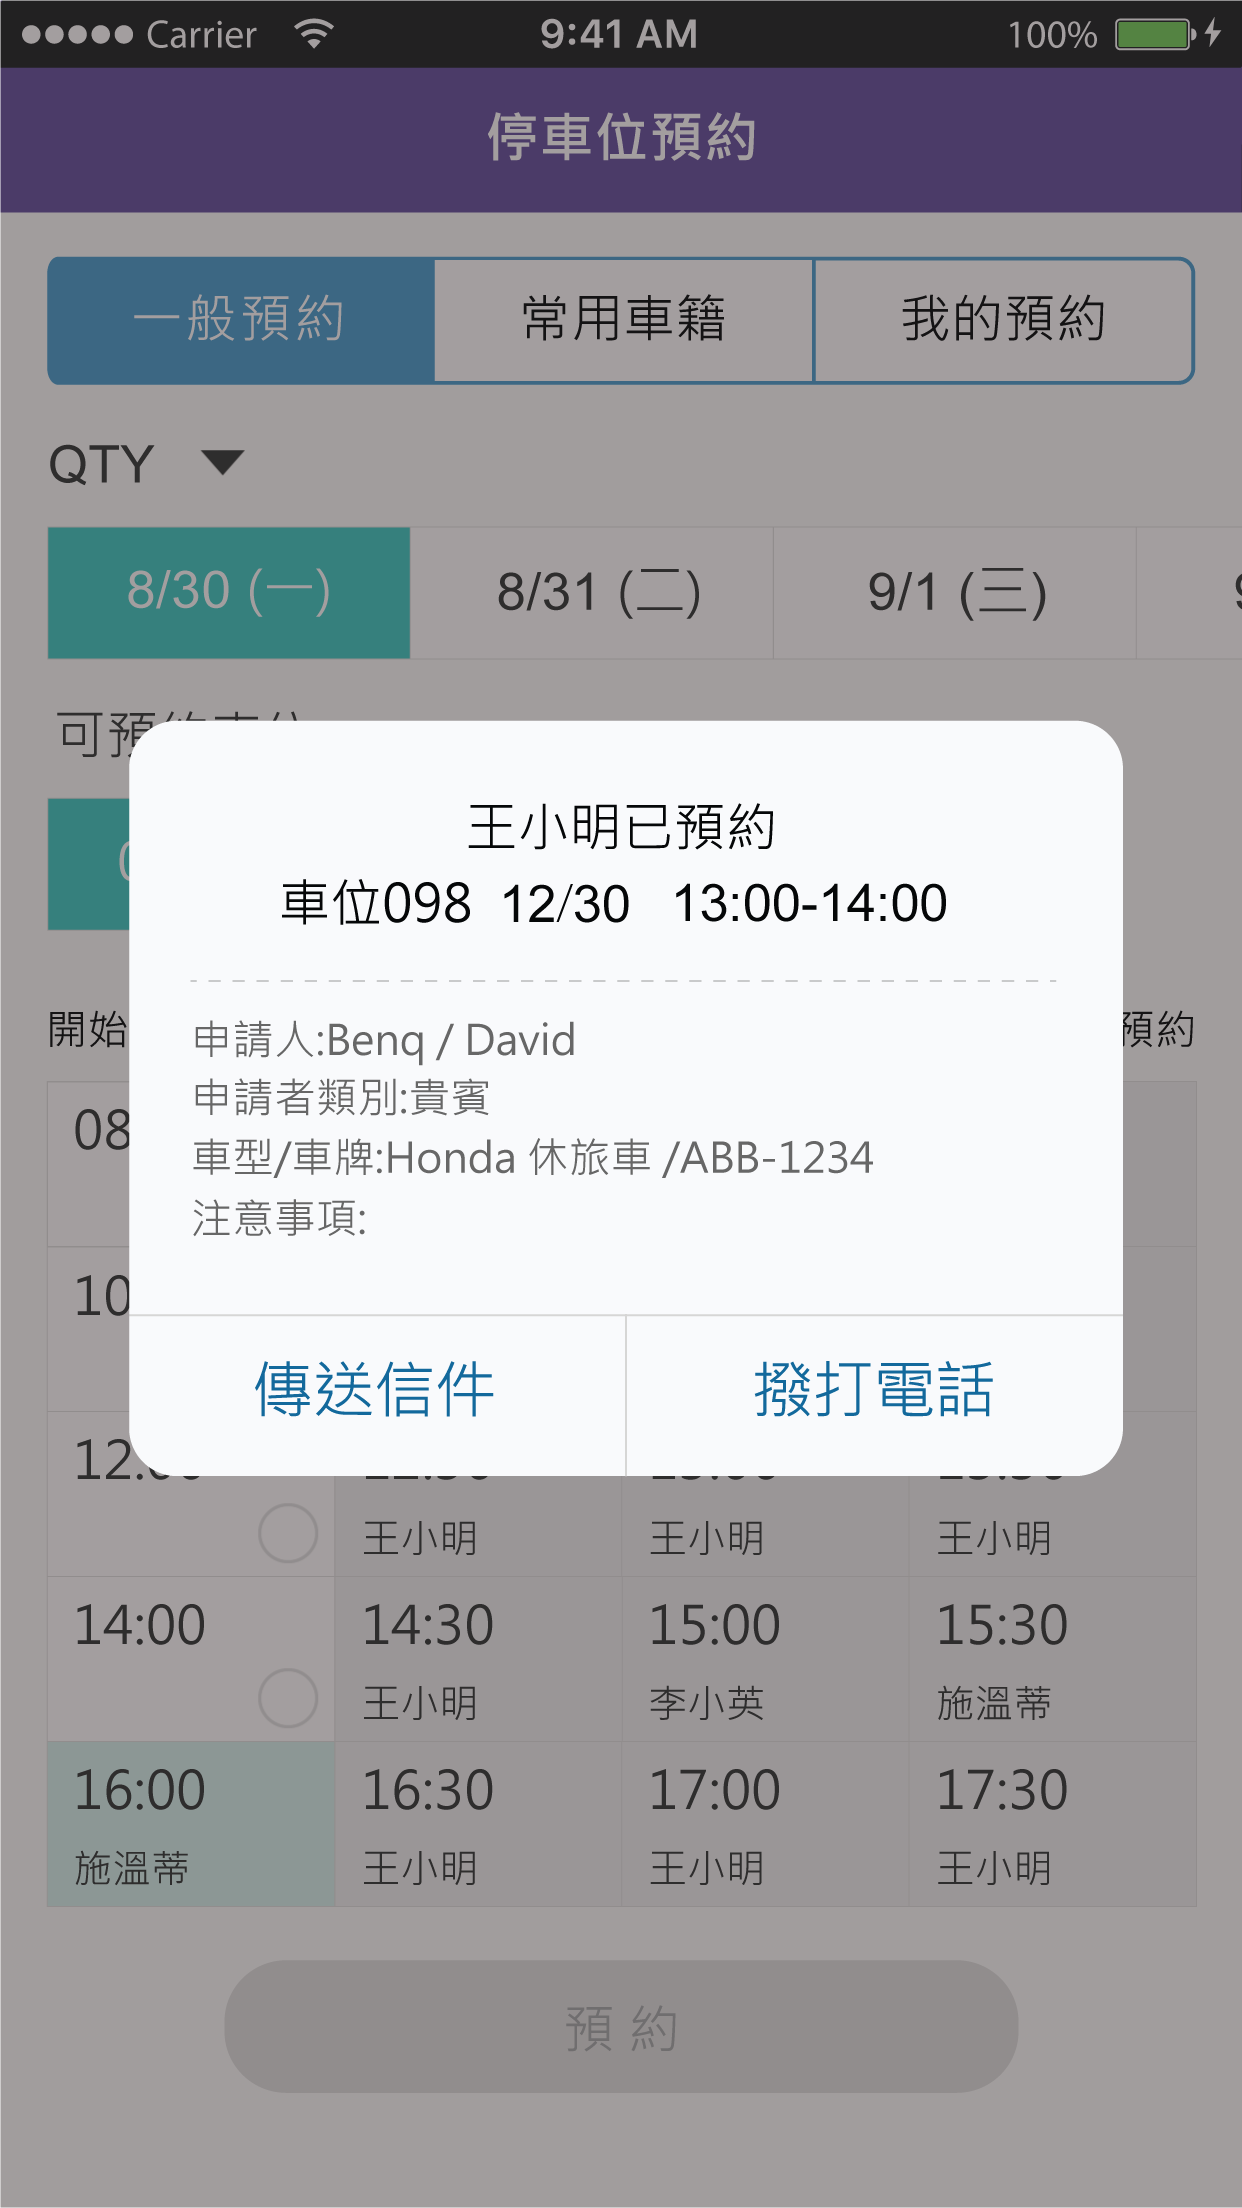 Carrier 9:41 AM 100%
停車位預約
一般預約 常用車籍 我的預約
QTY
8/30 (一) 8/31 (二) 9/1 (三)
可預
王小明已預約
車位098 12/30 13:00-14:00
申請人:Benq / David
申請者類別:貴賓
車型/車牌:Honda 休旅車 /ABB-1234
注意事項:
傳送信件 撥打電話
開始 預約
08
10
12:00 12:30 13:00 13:30
王小明 王小明 王小明
14:00 14:30 15:00 15:30
王小明 李小英 施溫蒂
16:00 16:30 17:00 17:30
施溫蒂 王小明 王小明 王小明
預 約